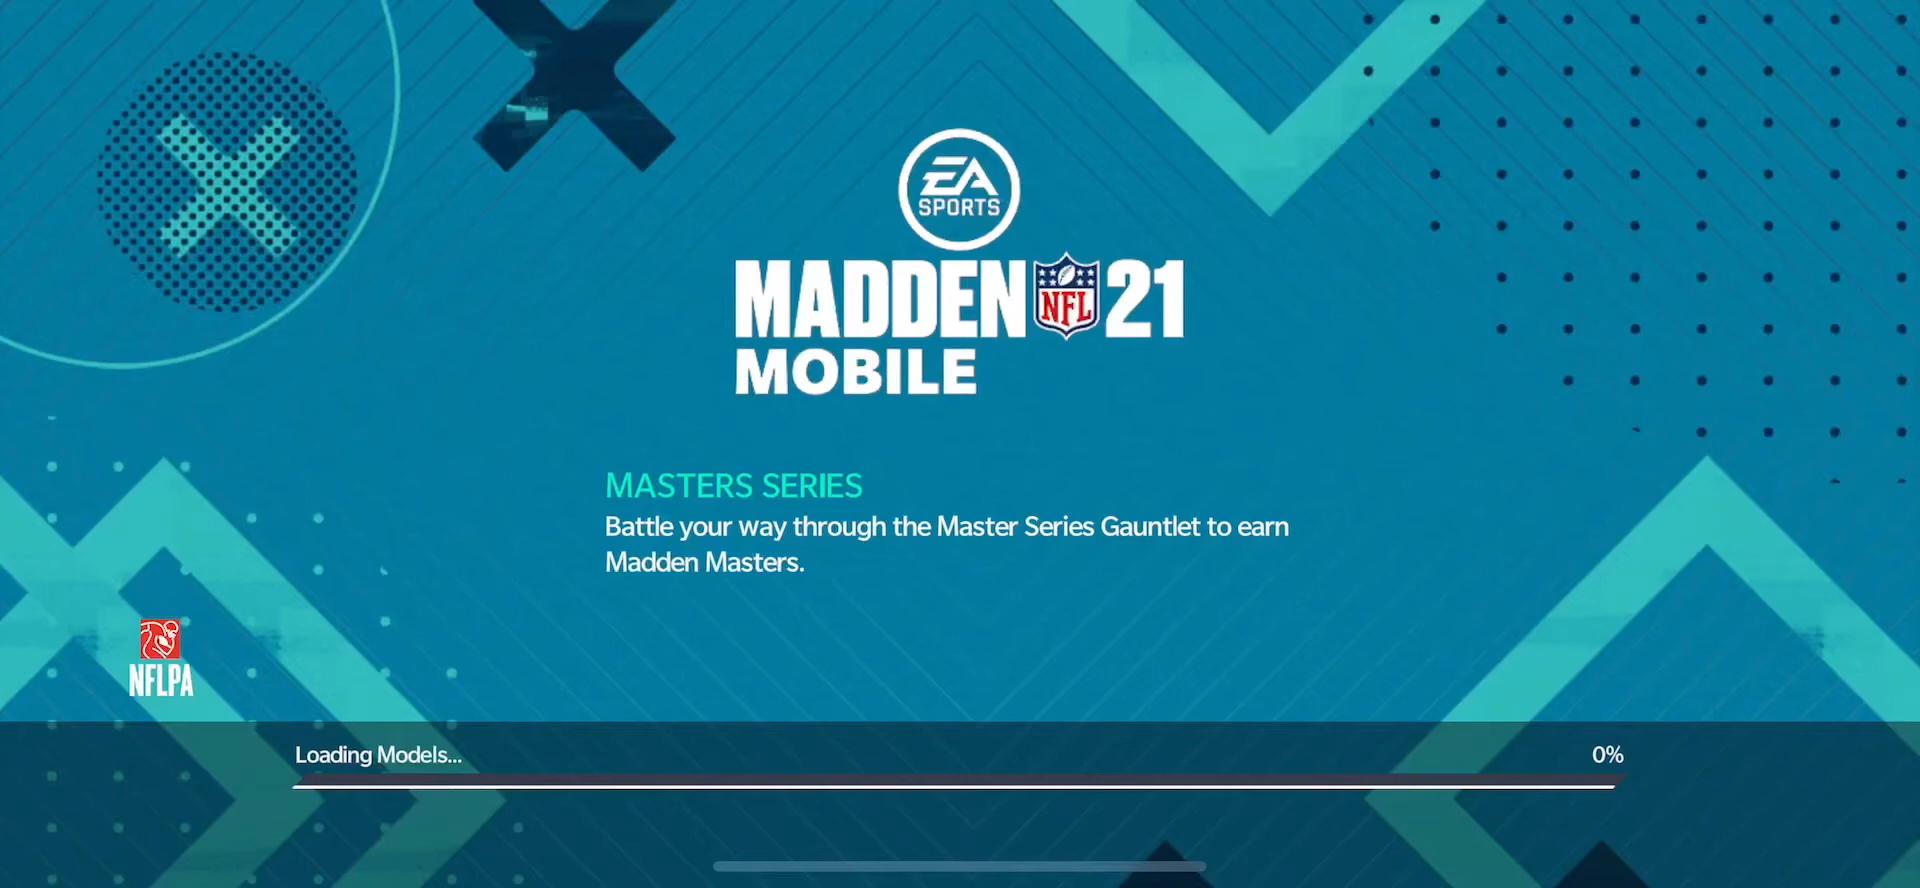 EA
SPORTS
MADDEN NFL 21
MOBILE
MASTERS SERIES
Battle your way through the Master Series Gauntlet to earn
Madden Masters.
NFLPA
Loading Models... 0%